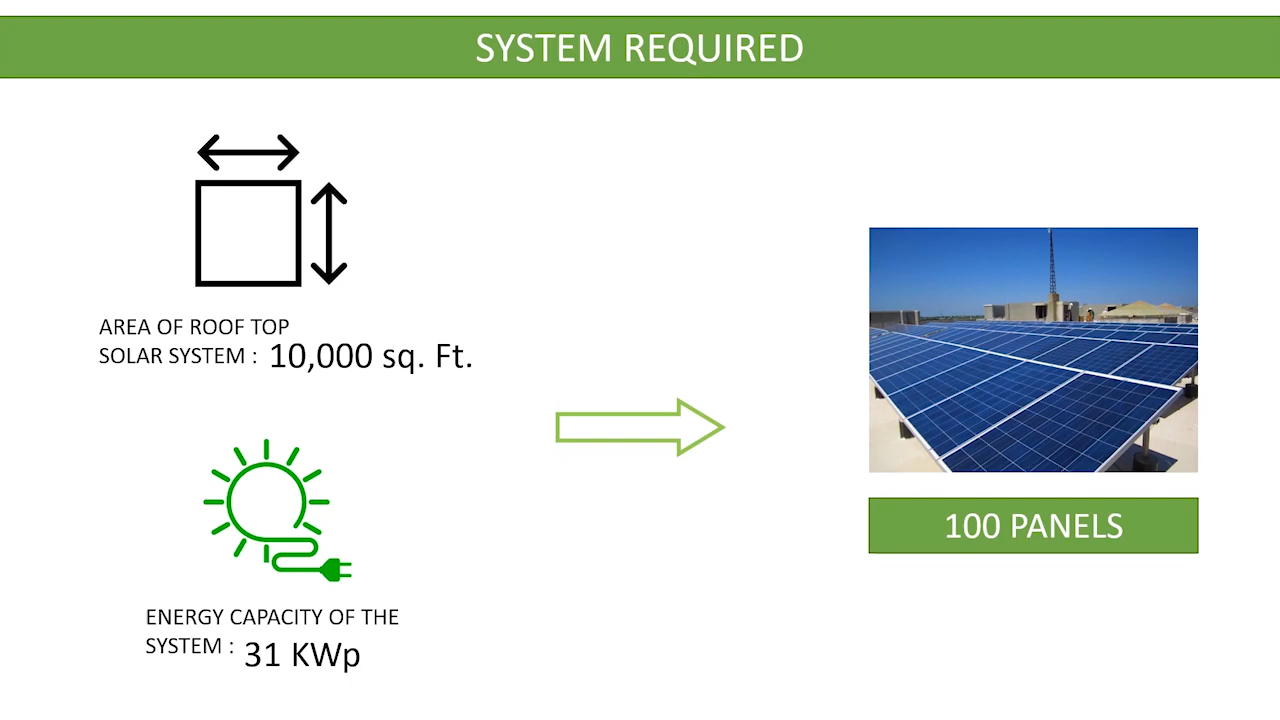 SYSTEM REQUIRED
AREA OF ROOF TOP
SOLAR SYSTEM : 10,000 sq. Ft.
ENERGY CAPACITY OF THE
SYSTEM : 31 KWp
100 PANELS